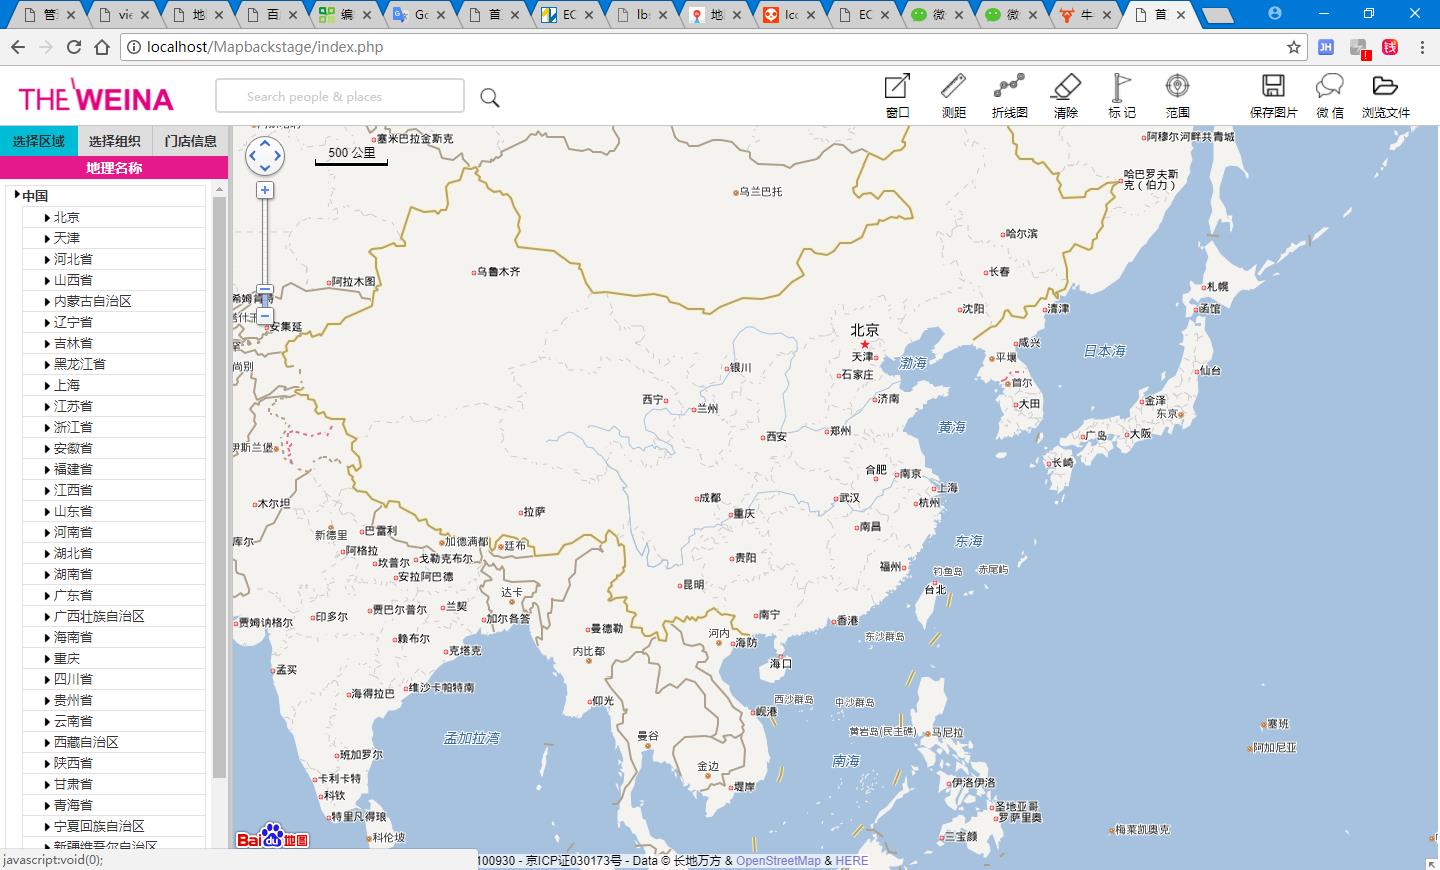 管
vie
地
百
编
Go
首
EC
lb
地
Ico
EC
微
微
牛
首
localhost/Mapbackstage/index.php
THE WEINA
Search people & places
窗口
测距
折线图
清除
标记
范围
保存图片
微信
浏览文件
选择区域
选择组织
门店信息
地理名称
中国
北京
天津
河北省
山西省
内蒙古自治区
辽宁省
吉林省
黑龙江省
上海
江苏省
浙江省
安徽省
福建省
江西省
山东省
河南省
湖北省
湖南省
广东省
广西壮族自治区
海南省
重庆
四川省
贵州省
云南省
西藏自治区
陕西省
甘肃省
青海省
宁夏回族自治区
新疆维吾尔自治区
javascript:void(0);
500 公里
塞米巴拉金斯克
阿穆尔河畔共青城
哈巴罗夫斯
克（伯力）
乌兰巴托
哈尔滨
乌鲁木齐
长春
阿拉木图
札幌
沈阳
清津
函馆
安集延
北京
咸兴
日本海
天津
平壤
渤海
尚别
银川
石家庄
首尔
仙台
西宁
兰州
济南
大田
金泽
东京
黄海
西安
郑州
广岛
大阪
伊斯兰堡
长崎
合肥
南京
上海
木尔坦
成都
武汉
杭州
拉萨
重庆
新德里
巴雷利
南昌
库尔
阿格拉
加德满都
廷布
东海
坎普尔
戈勒克布尔
贵阳
福州
钓鱼岛
赤尾屿
安拉阿巴德
昆明
台北
达卡
印多尔
贾巴尔普尔
兰契
加尔各答
南宁
香港
贾姆讷格尔
曼德勒
河内
海防
东沙群岛
赖布尔
克塔克
内比都
海口
孟买
海得拉巴
维沙卡帕特南
仰光
西沙群岛
中沙群岛
岘港
孟加拉湾
曼谷
黄岩岛(民主礁)
马尼拉
塞班
阿加尼亚
班加罗尔
南海
金边
卡利卡特
堤岸
伊洛伊洛
科钦
特里凡得琅
圣地亚哥
罗萨里奥
科伦坡
三宝颜
梅莱凯奥克
Bai 地图
100930 - 京ICP证030173号 - Data © 长地万方 & OpenStreetMap & HERE